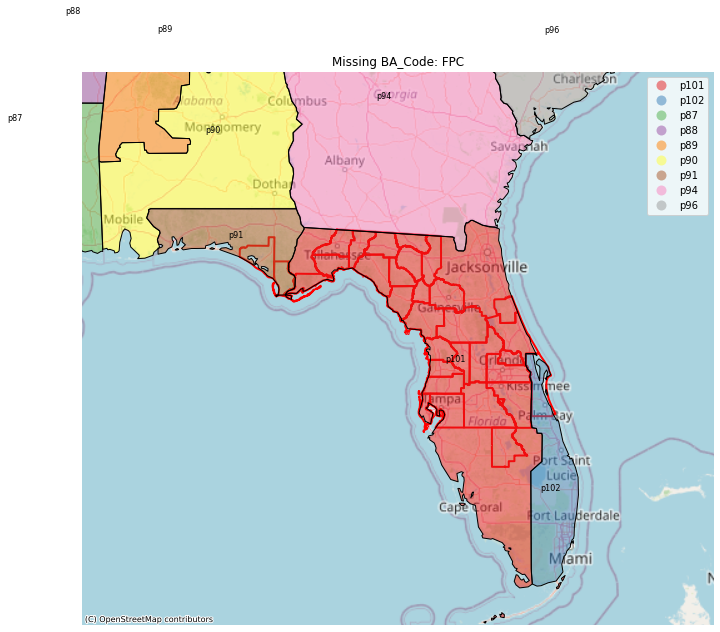 p88
p89
p96
Missing BA_Code: FPC
p101
p102
p87
p88
p89
p90
p91
p94
p96
Charleston
Alabama
Columbus
Georgia
p94
p87
Montgomery
p90
Savannah
Albany
Dothan
Mobile
p91
Tallahassee
Jacksonville
Gainesville
p101
Orlando
Kissimmee
Tampa
Palm Bay
Florida
Port Saint
Lucie
p102
Cape Coral
Fort Lauderdale
Miami
N
(C) OpenStreetMap contributors